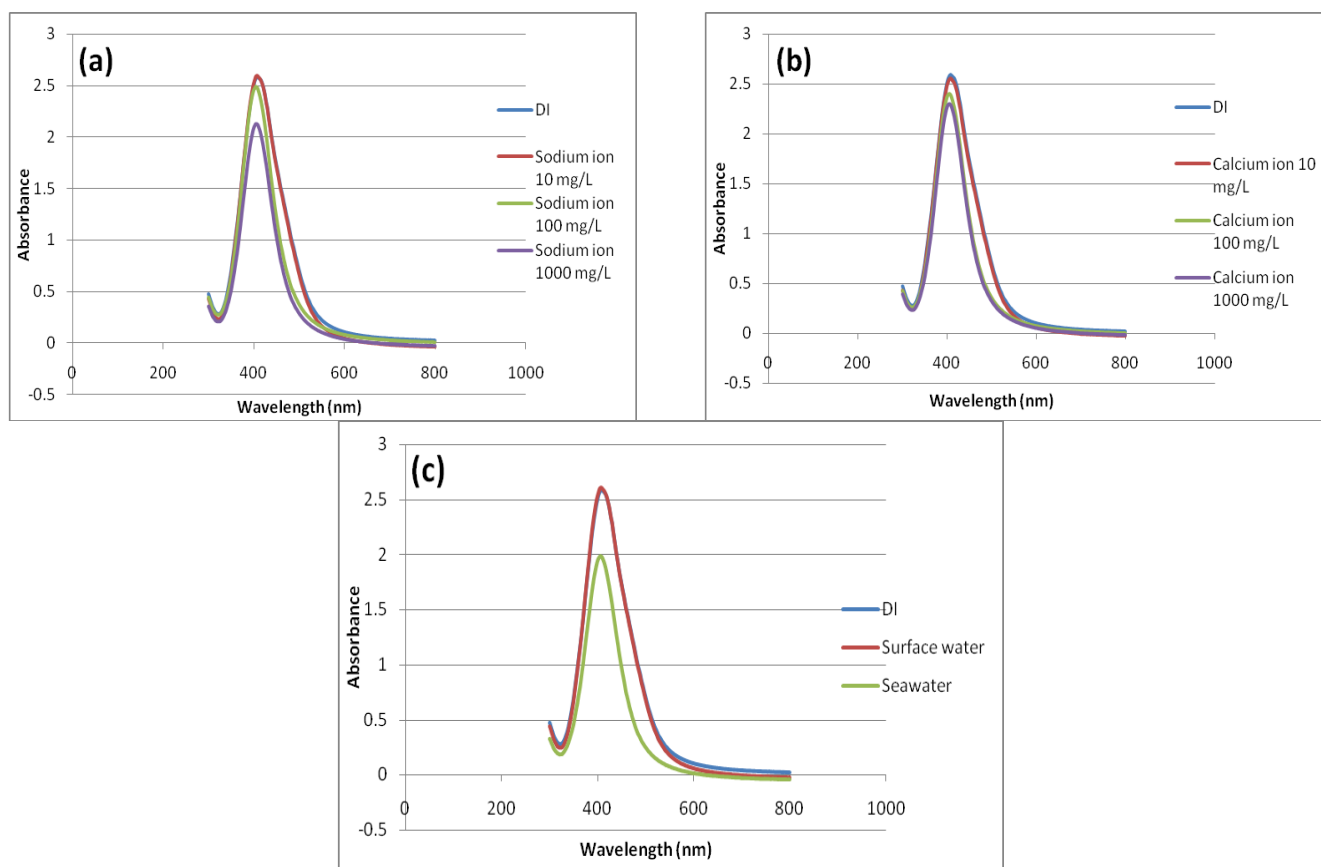 (a)
3
2.5
2
1.5
1
0.5
0
-0.5
0
200
400
600
800
1000
Absorbance
Wavelength (nm)
DI
Sodium ion
10 mg/L
Sodium ion
100 mg/L
Sodium ion
1000 mg/L
(b)
3
2.5
2
1.5
1
0.5
0
-0.5
0
200
400
600
800
1000
Absorbance
Wavelength (nm)
DI
Calcium ion 10
mg/L
Calcium ion
100 mg/L
Calcium ion
1000 mg/L
(c)
3
2.5
2
1.5
1
0.5
0
-0.5
0
200
400
600
800
1000
Absorbance
Wavelength (nm)
DI
Surface water
Seawater